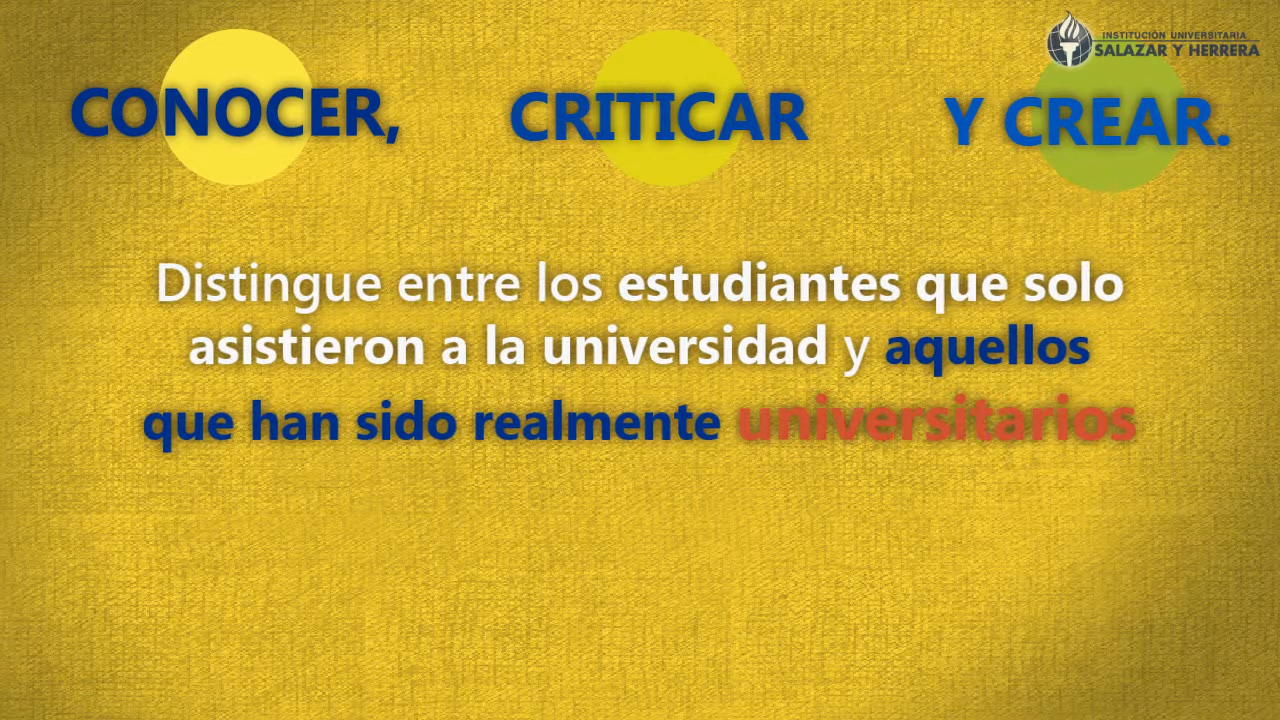 INSTITUCIÓN UNIVERSITARIA
SALAZAR Y HERRERA
CONOCER, CRITICAR Y CREAR.
Distingue entre los estudiantes que solo
asistieron a la universidad y aquellos
que han sido realmente universitarios